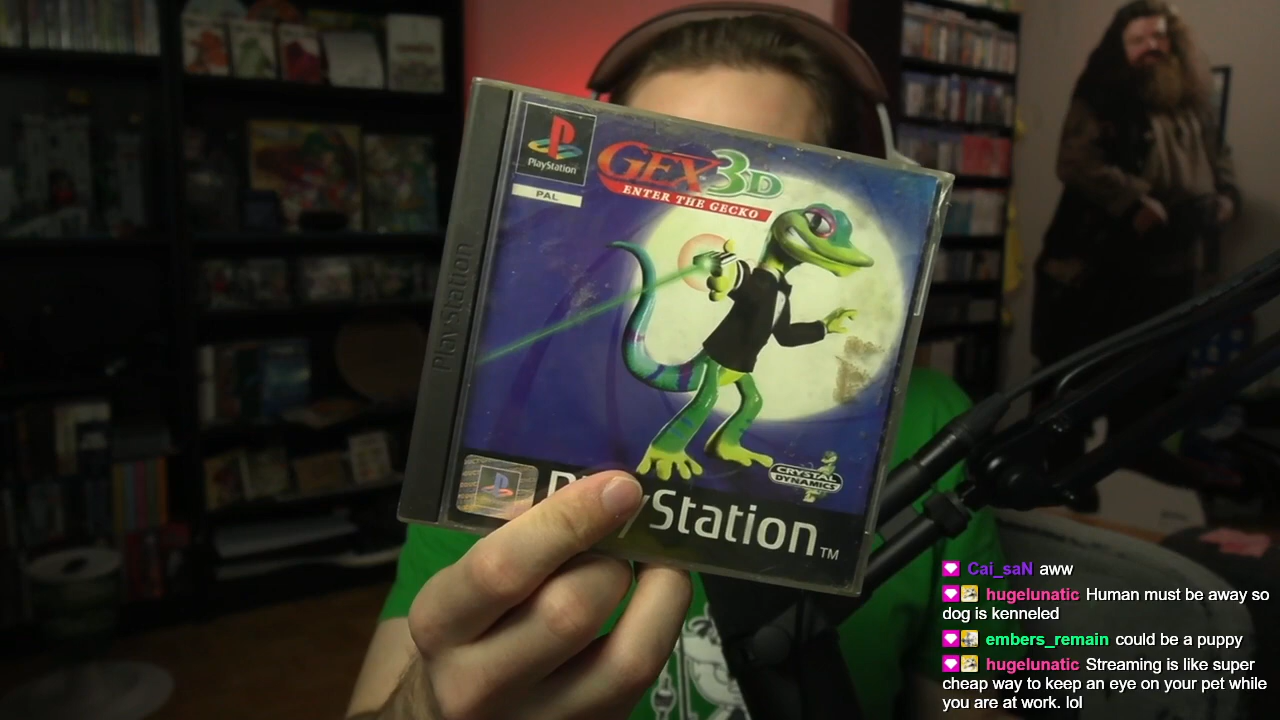 PlayStation
PAL
GEX 3D
ENTER THE GECKO
PlayStation
CRYSTAL
DYNAMICS
PlayStation TM
Cai_saN aww
hugelunatic Human must be away so
dog is kenneled
embers_remain could be a puppy
hugelunatic Streaming is like super
cheap way to keep an eye on your pet while
you are at work. lol